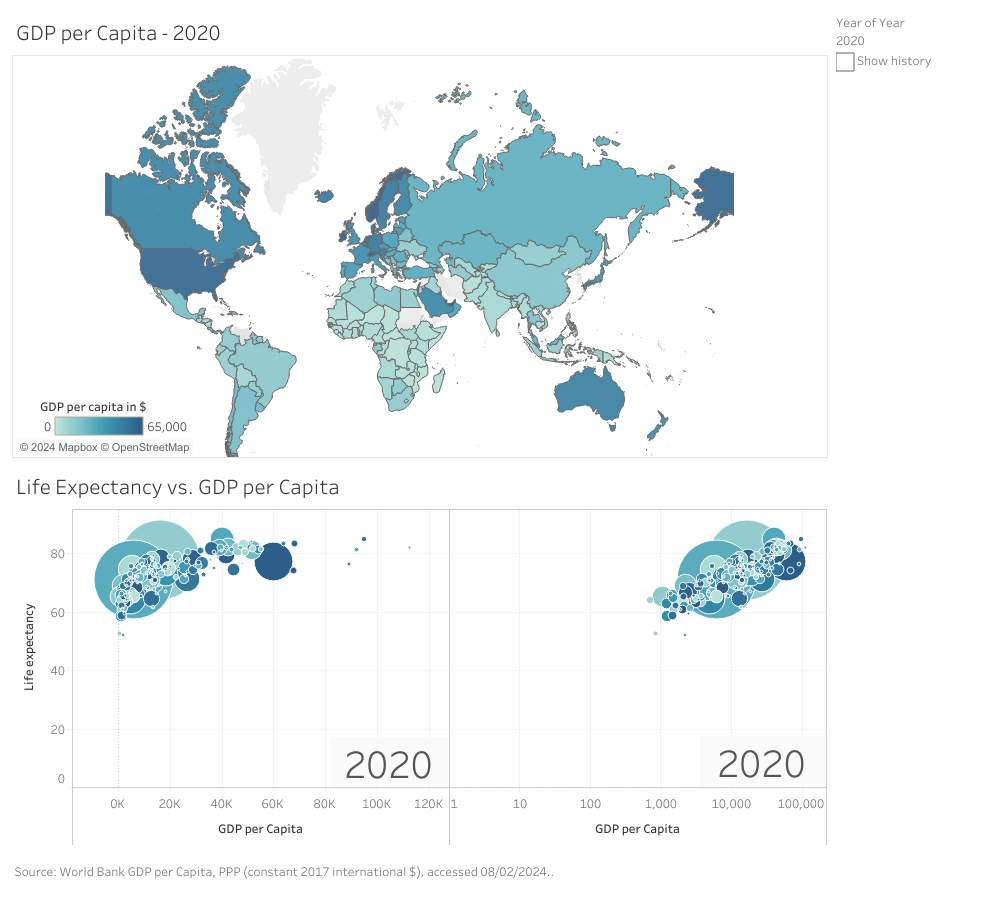 GDP per Capita - 2020
Year of Year
2020
Show history
GDP per capita in $
0 65,000
© 2024 Mapbox © OpenStreetMap
Life Expectancy vs. GDP per Capita
80
60
40
20
0
Life expectancy
2020 2020
0K 20K 40K 60K 80K 100K 120K 1 10 100 1,000 10,000 100,000
GDP per Capita GDP per Capita
Source: World Bank GDP per Capita, PPP (constant 2017 international $), accessed 08/02/2024..